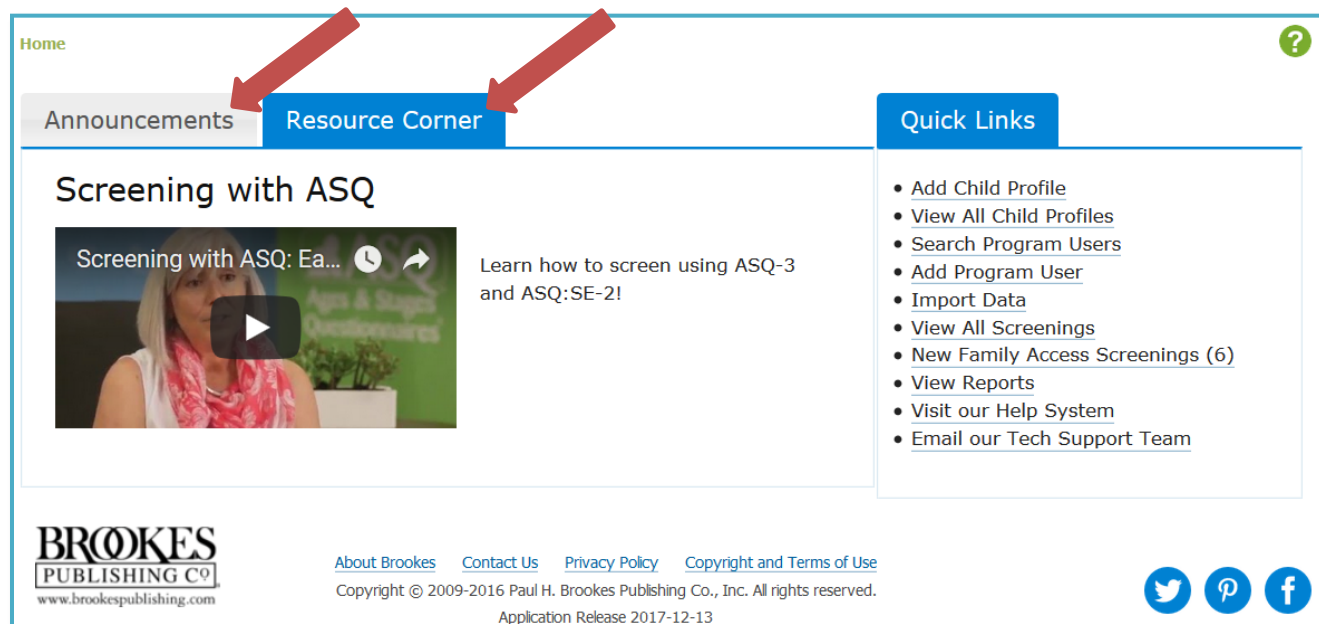 Home
?
Announcements
Resource Corner
Quick Links
Screening with ASQ
Screening with ASQ: Ea...
ASQ
Ages & Stages
Questionnaires
Learn how to screen using ASQ-3
and ASQ:SE-2!
Add Child Profile
View All Child Profiles
Search Program Users
Add Program User
Import Data
View All Screenings
New Family Access Screenings (6)
View Reports
Visit our Help System
Email our Tech Support Team
BROOKES
PUBLISHING CO
www.brookespublishing.com
About Brookes Contact Us Privacy Policy Copyright and Terms of Use
Copyright © 2009-2016 Paul H. Brookes Publishing Co., Inc. All rights reserved.
Application Release 2017-12-13